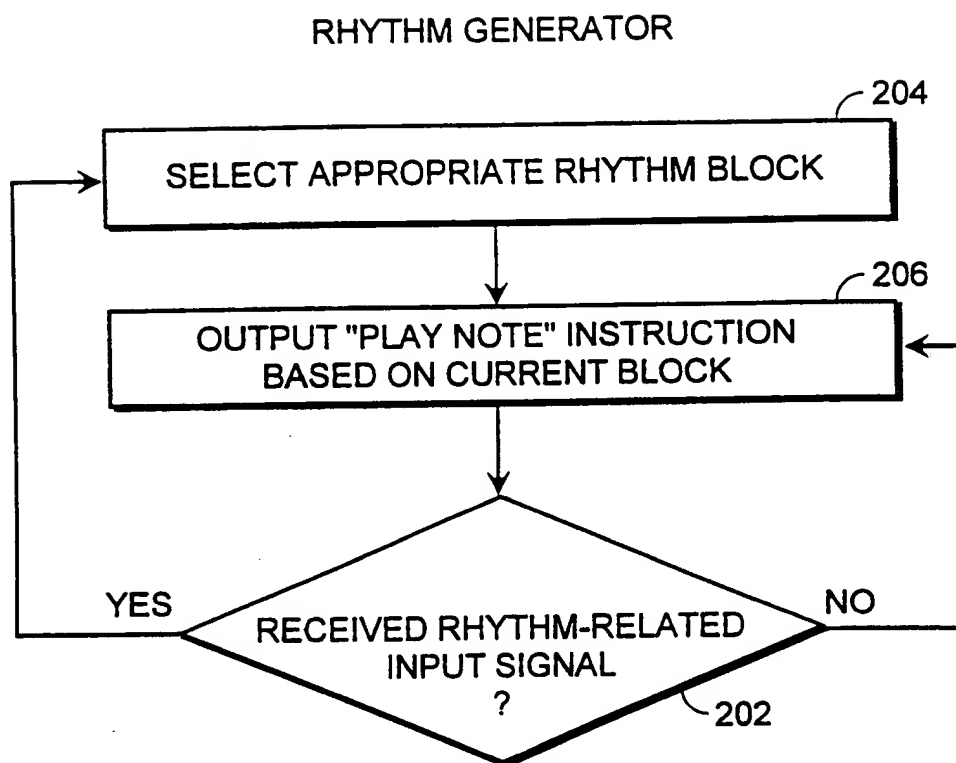 RHYTHM GENERATOR
204
SELECT APPROPRIATE RHYTHM BLOCK
206
OUTPUT "PLAY NOTE" INSTRUCTION
BASED ON CURRENT BLOCK
YES
NO
RECEIVED RHYTHM-RELATED
INPUT SIGNAL
?
202